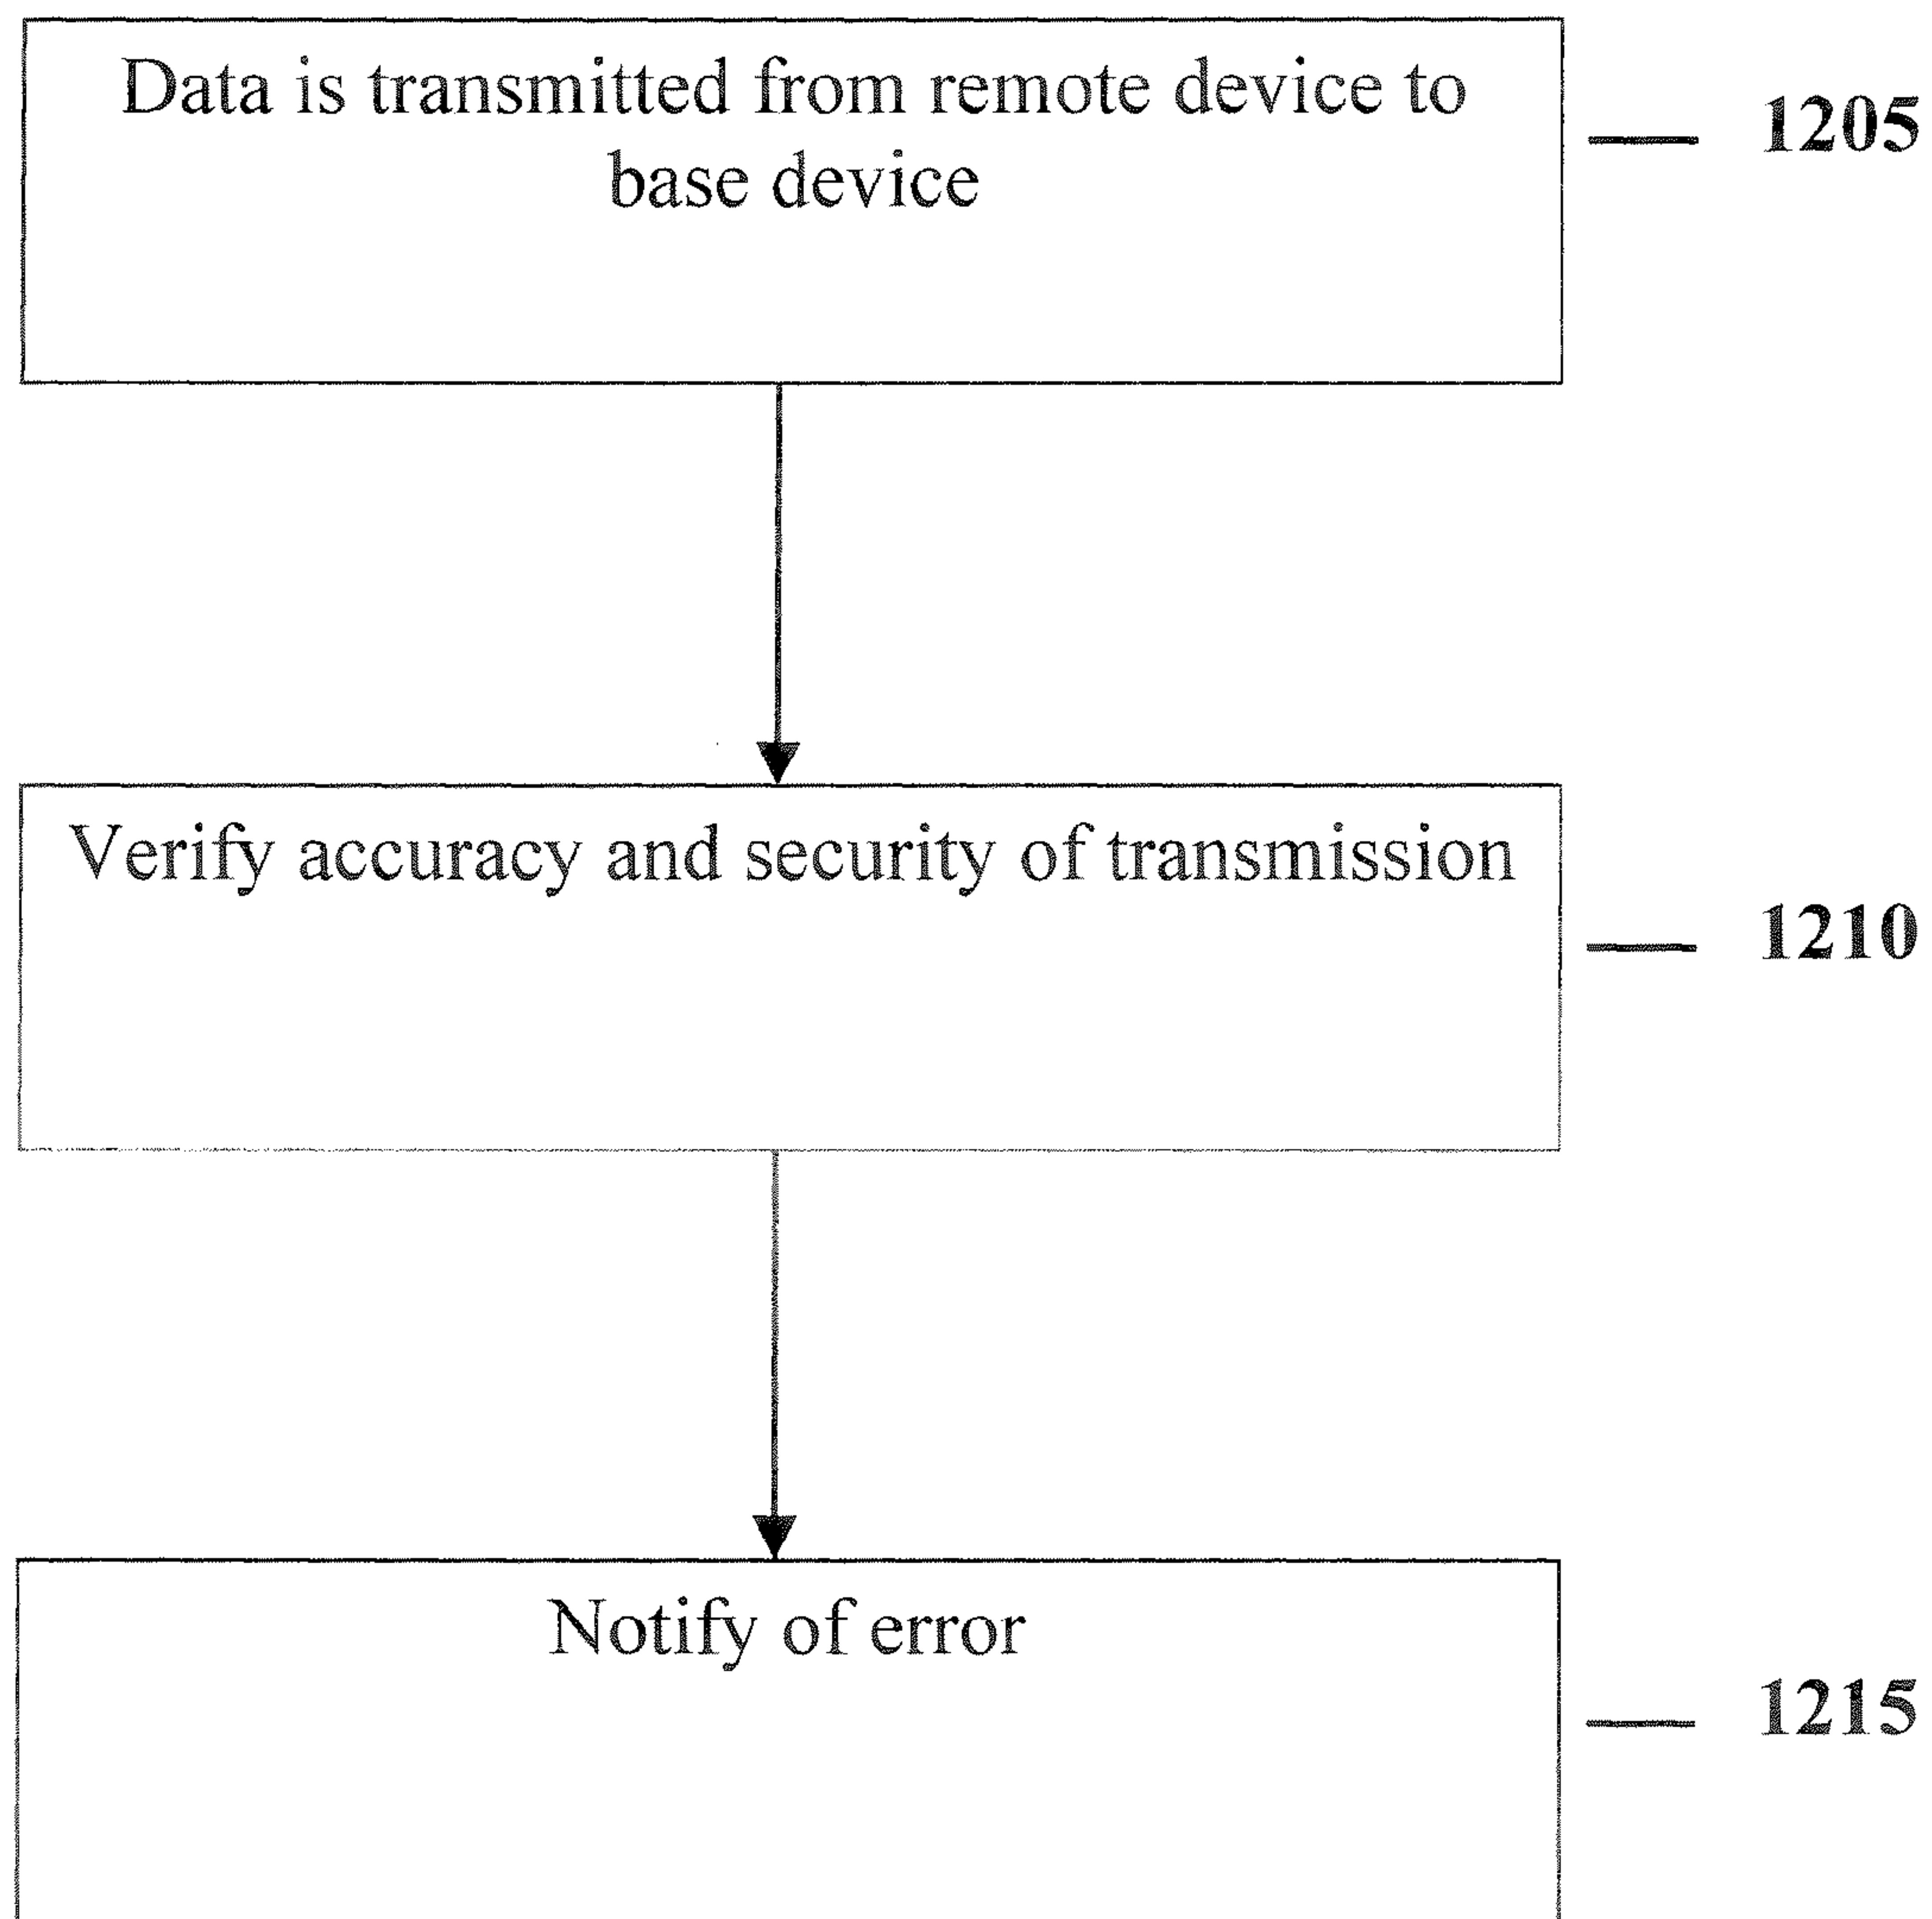 Data is transmitted from remote device to
base device
1205
Verify accuracy and security of transmission
1210
Notify of error
1215